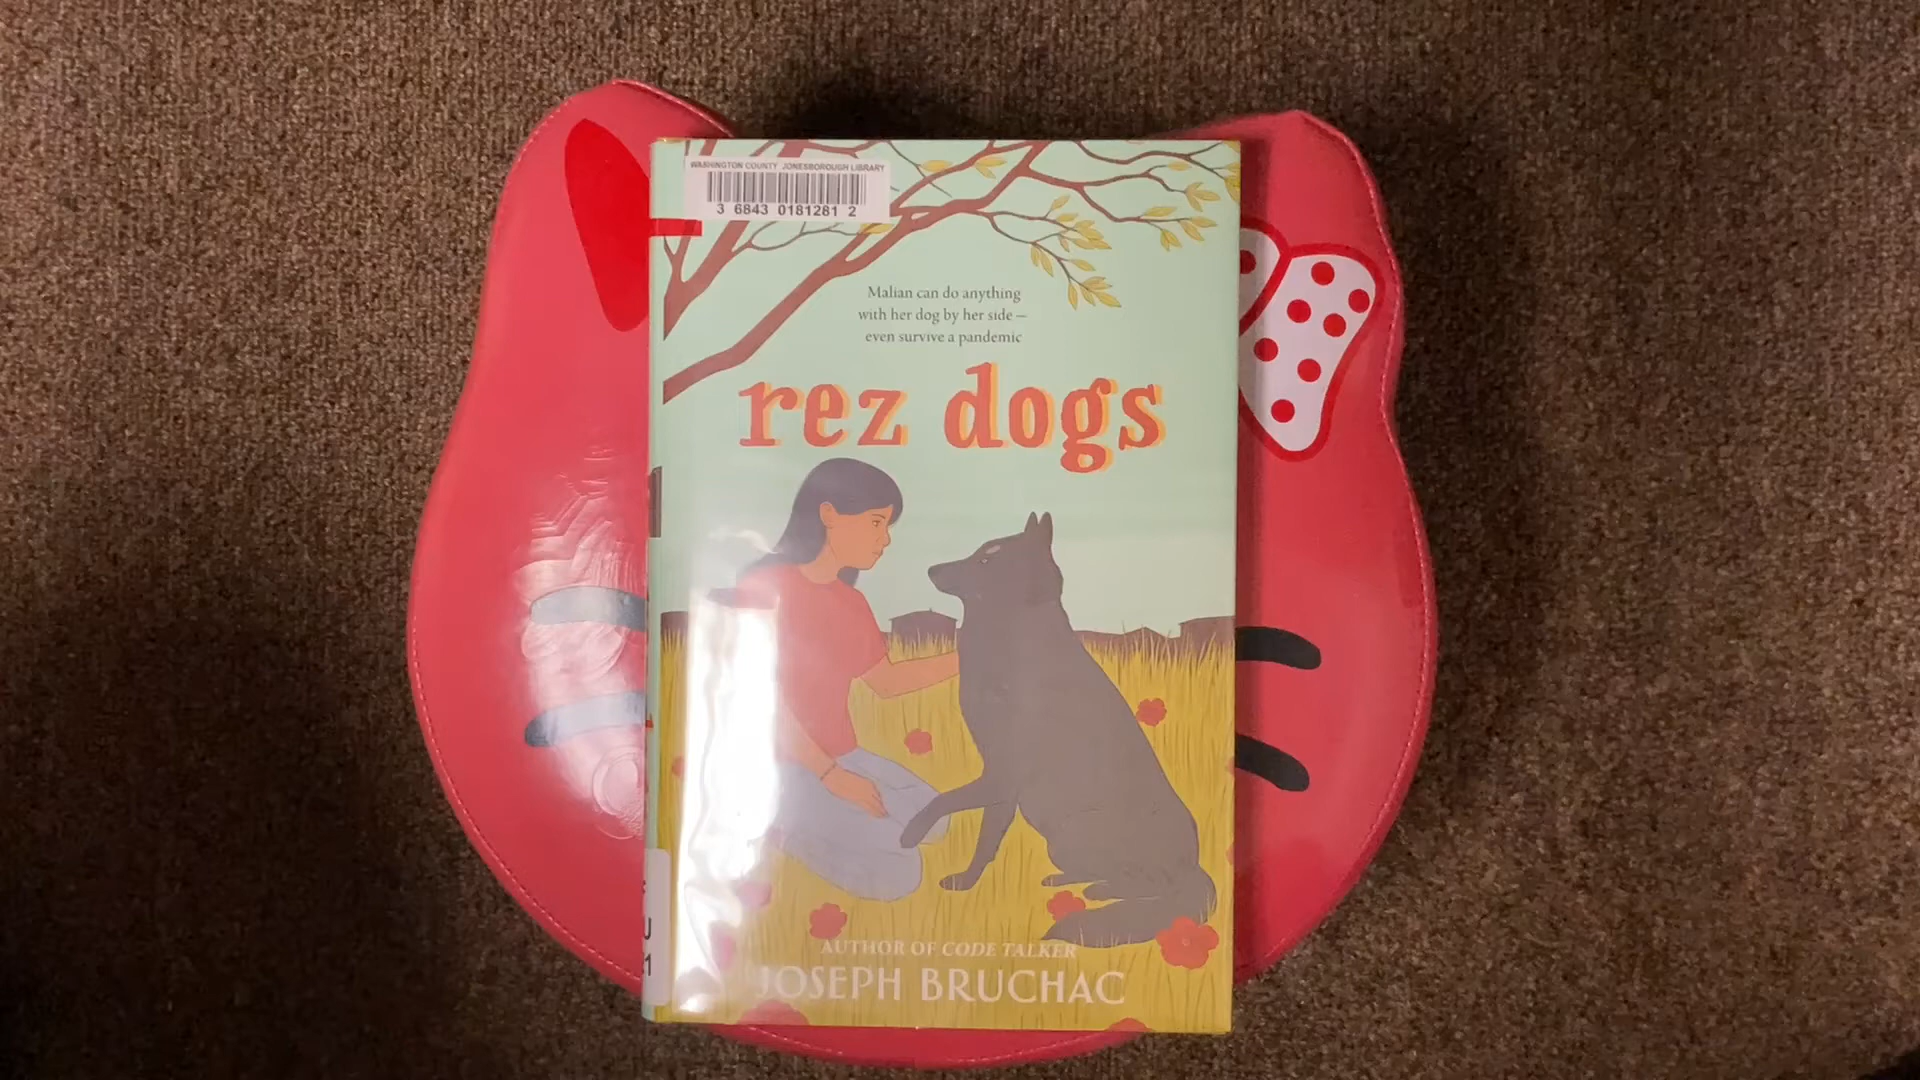 WASHINGTON COUNTY JONESBOROUGH LIBRARY
3 6843 0181281 2
Malian can do anything
with her dog by her side —
even survive a pandemic
rez dogs
AUTHOR OF CODE TALKER
JOSEPH BRUCHAC